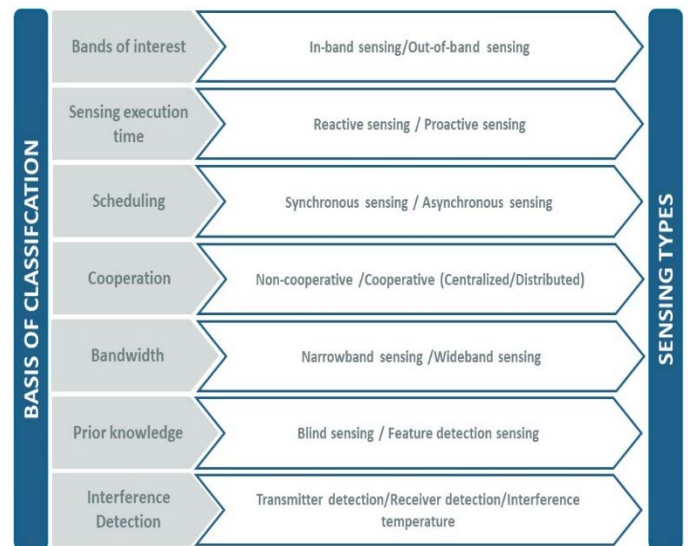 BASIS OF CLASSIFCATION
Bands of interest
In-band sensing/Out-of-band sensing
Sensing execution
time
Reactive sensing / Proactive sensing
Scheduling
Synchronous sensing / Asynchronous sensing
Cooperation
Non-cooperative /Cooperative (Centralized/Distributed)
Bandwidth
Narrowband sensing /Wideband sensing
Prior knowledge
Blind sensing / Feature detection sensing
Interference
Detection
Transmitter detection/Receiver detection/Interference
temperature
SENSING TYPES